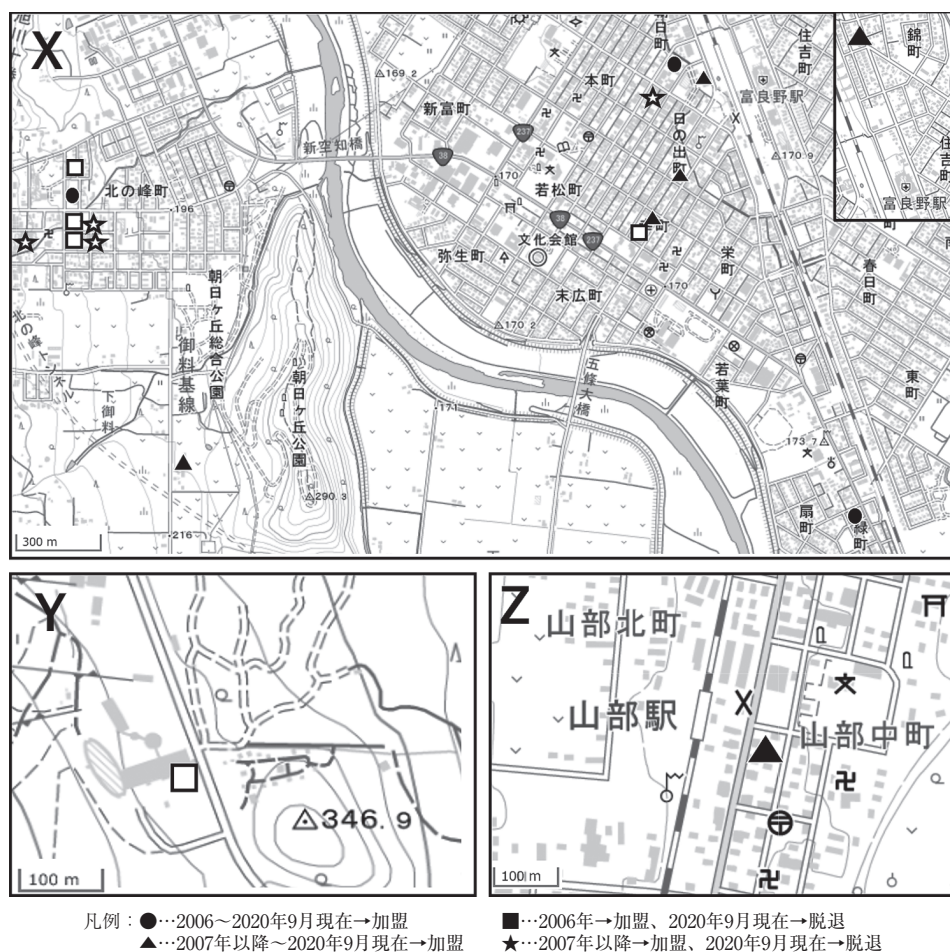 X
169.2
新富町
新空知橋
237
38
170
若松町
本町
日の出町
住吉町
富良野駅
170.9
錦町
住吉町
富良野駅
北の峰町
196
38
文化会館
237
弥生町
末広町
170
栄町
春日町
170.2
朝日ヶ丘総合公園
御料基線
北の峰トンネル
下御料
朝日ヶ丘公園
171
五條大橋
若葉町
東町
173.7
290.3
扇町
緑町
216
300 m
Y
346.9
100 m
Z
山部北町
山部駅
山部中町
100 m
凡例：●…2006～2020年9月現在→加盟
■…2006年→加盟、2020年9月現在→脱退
▲…2007年以降～2020年9月現在→加盟
★…2007年以降→加盟、2020年9月現在→脱退